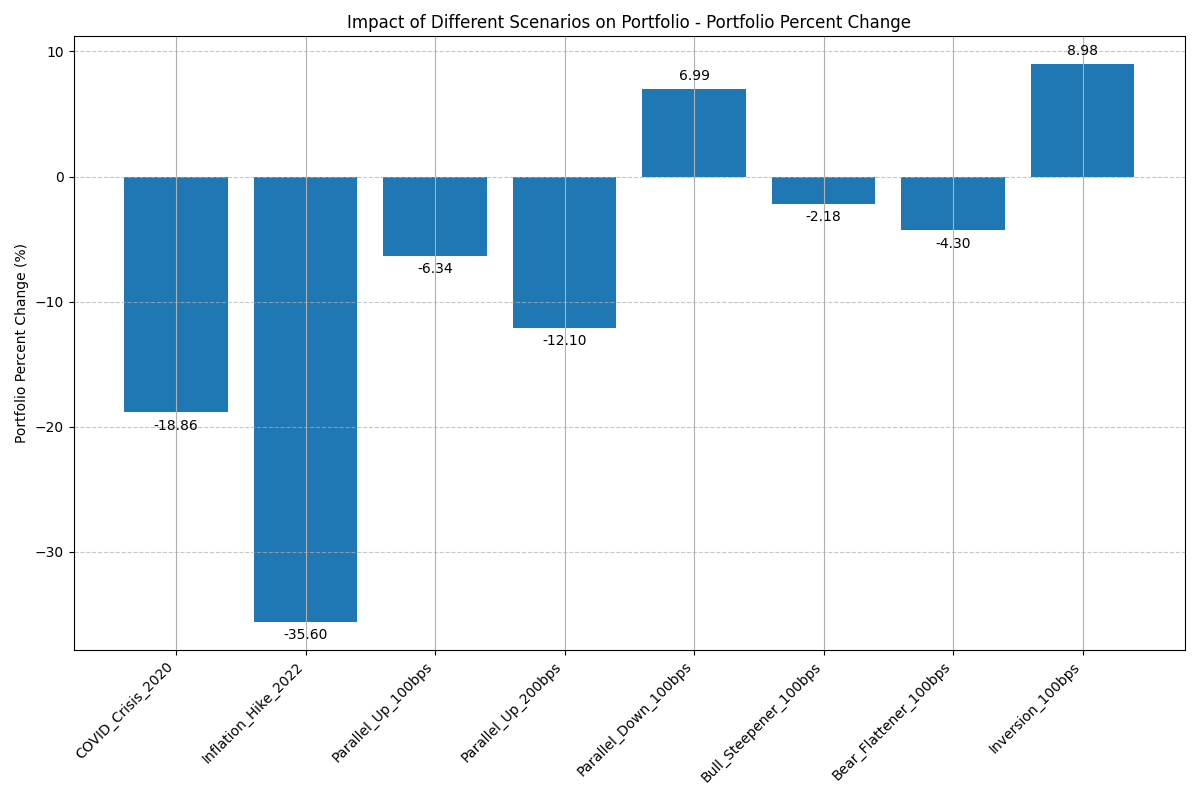 Impact of Different Scenarios on Portfolio - Portfolio Percent Change
Portfolio Percent Change (%)
10
0
−10
−20
−30
-18.86
-35.60
-6.34
-12.10
6.99
-2.18
-4.30
8.98
COVID_Crisis_2020
Inflation_Hike_2022
Parallel_Up_100bps
Parallel_Up_200bps
Parallel_Down_100bps
Bull_Steepener_100bps
Bear_Flattener_100bps
Inversion_100bps